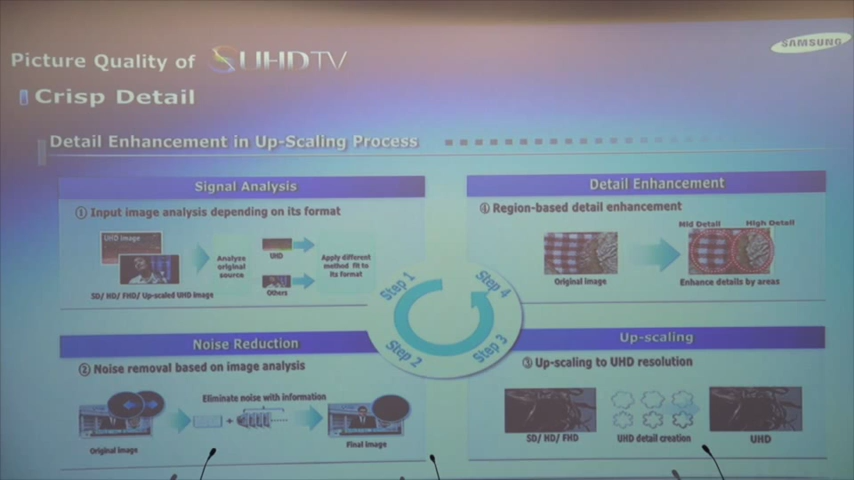 Picture Quality of SUHDTV
SAMSUNG
Crisp Detail
Detail Enhancement in Up-Scaling Process
Signal Analysis
① Input image analysis depending on its format
UHD image
Analyse original source
UHD
Others
Apply different method fit to its format
SD/ HD/ FHD/ Up-scaled UHD image
Detail Enhancement
④ Region-based detail enhancement
Mid Detail
High Detail
Original image
Enhance details by areas
Step 1
Step 4
Step 2
Step 3
Noise Reduction
② Noise removal based on image analysis
Eliminate noise with information
Original image
Final image
Up-scaling
③ Up-scaling to UHD resolution
SD/ HD/ FHD
UHD detail creation
UHD